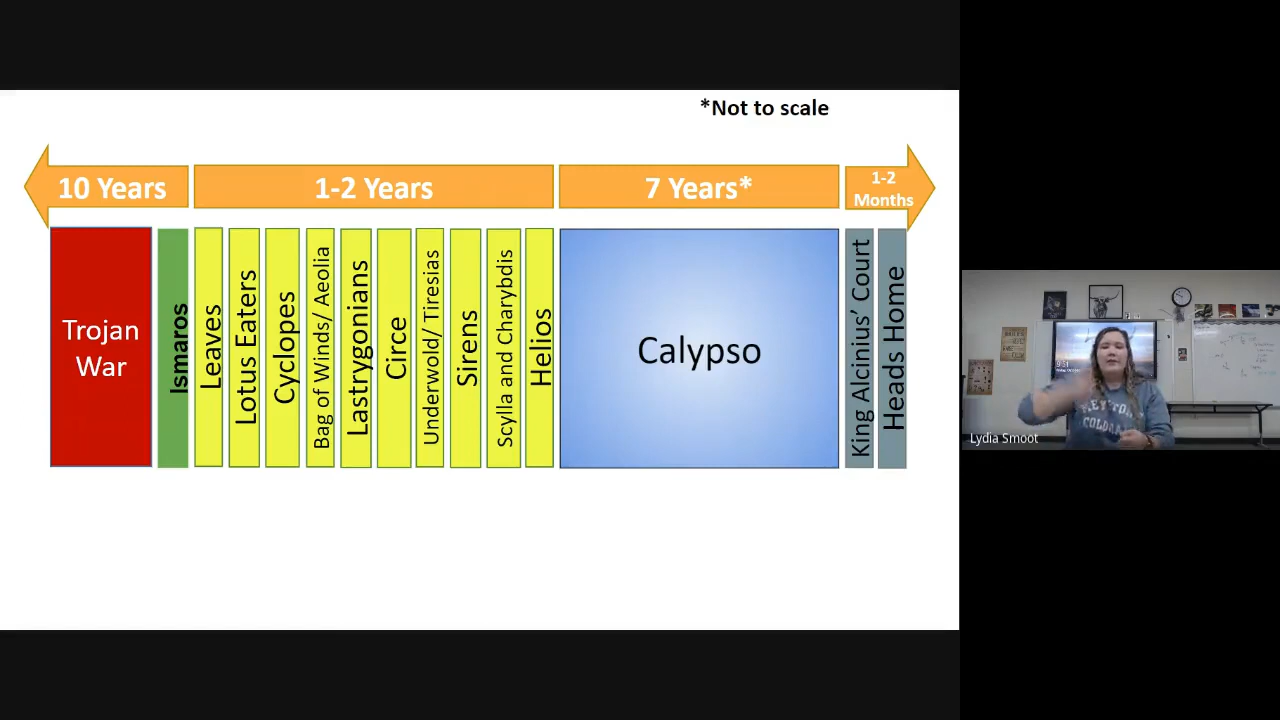 *Not to scale
10 Years
1-2 Years
7 Years*
1-2
Months
Trojan
War
Ismaros
Leaves
Lotus Eaters
Cyclopes
Bag of Winds/ Aeolia
Lastrygonians
Circe
Underwold/ Tiresias
Sirens
Scylla and Charybdis
Helios
Calypso
King Alcinius' Court
Heads Home
Lydia Smoot